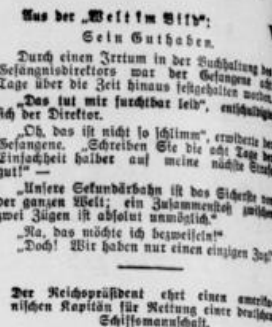 Aus der „Welt im Bild“:
Sein Guthaben.
Durch einen Irrtum in der Buchhaltung des
Gefängnisdirektors war der Gefangene acht
Tage über die Zeit hinaus festgehalten worden.
„Das tut mir furchtbar leid“, entschuldigt
sich der Direktor.
„Oh, das ist nicht so schlimm“, erwiderte der
Gefangene. „Schreiben Sie die acht Tage der
Einfachheit halber auf meine nächste Strafe
gut!“ —
„Unsere Sekundärbahn ist das Sicherste von
der ganzen Welt; ein Zusammenstoß zwischen
zwei Zügen ist absolut unmöglich.“
„Na, das möchte ich bezweifeln!“
„Doch! Wir haben nur einen einzigen Zug!“
Der Reichspräsident ehrt einen amerika-
nischen Kapitän für Rettung einer deutschen
Schiffsmannschaft.